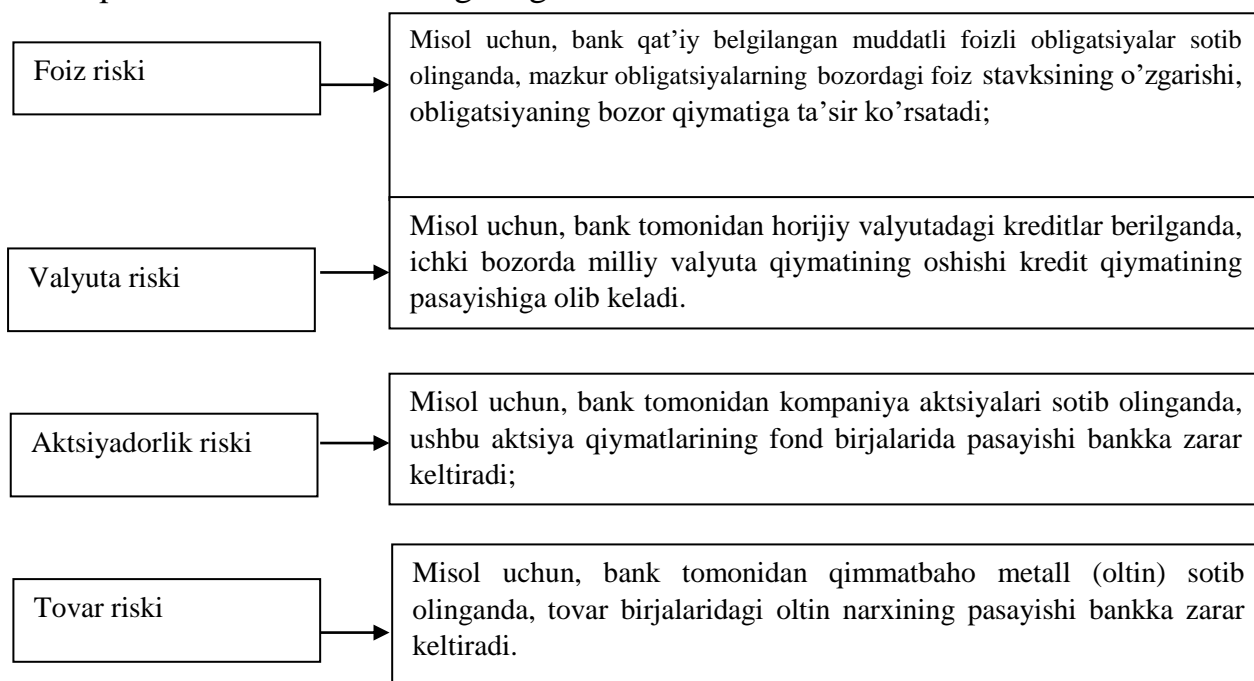 Foiz riski
Misol uchun, bank qat’iy belgilangan muddatli foizli obligatsiyalar sotib
olinganda, mazkur obligatsiyalarning bozordagi foiz stavksining o’zgarishi,
obligatsiyaning bozor qiymatiga ta’sir ko’rsatadi;
Valyuta riski
Misol uchun, bank tomonidan horijiy valyutadagi kreditlar berilganda,
ichki bozorda milliy valyuta qiymatining oshishi kredit qiymatining
pasayishiga olib keladi.
Aktsiyadorlik riski
Misol uchun, bank tomonidan kompaniya aktsiyalari sotib olinganda,
ushbu aktsiya qiymatlarining fond birjalarida pasayishi bankka zarar
keltiradi;
Tovar riski
Misol uchun, bank tomonidan qimmatbaho metall (oltin) sotib
olinganda, tovar birjalaridagi oltin narxining pasayishi bankka zarar
keltiradi.